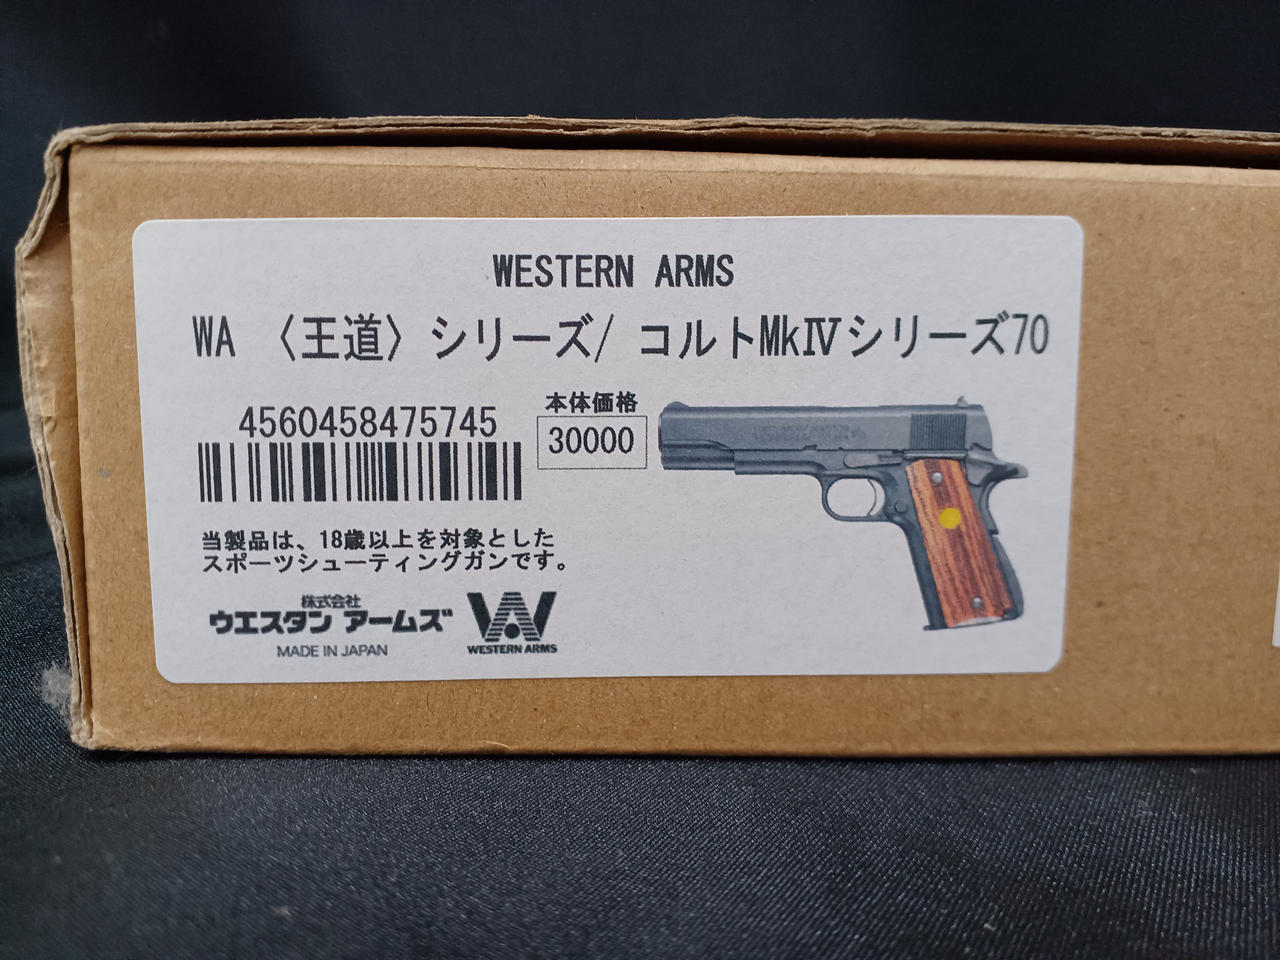 WESTERN ARMS
WA 〈王道〉シリーズ/ コルトMkⅣシリーズ70
4560458475745
本体価格
30000
当製品は、18歳以上を対象とした
スポーツシューティングガンです。
株式会社
ウエスタン アームズ
MADE IN JAPAN
WESTERN ARMS